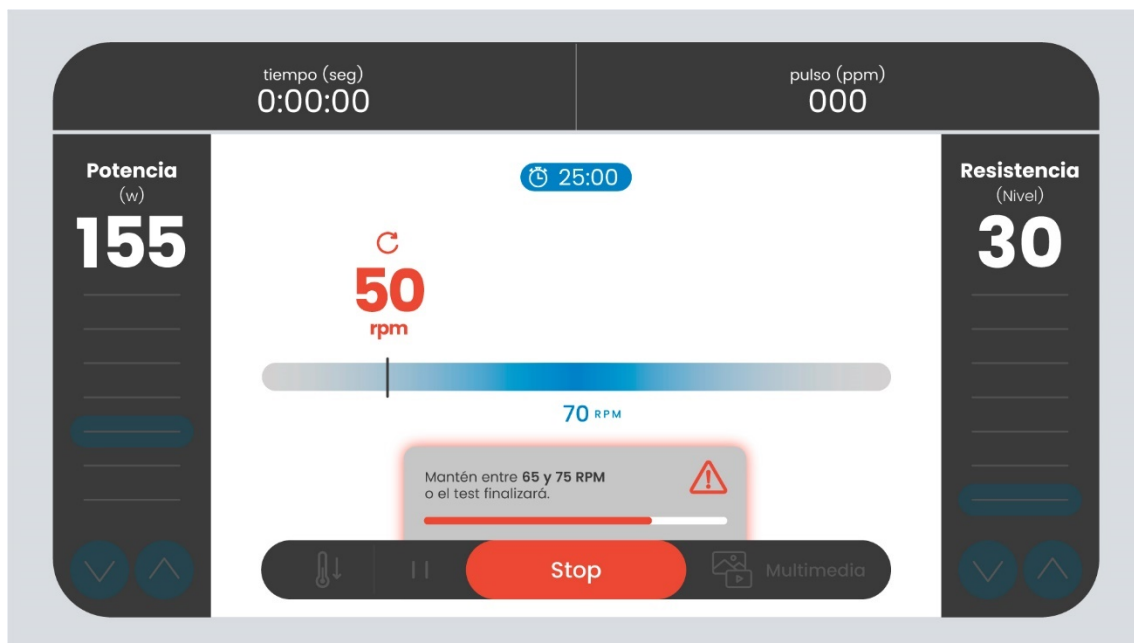 tiempo (seg)
0:00:00
pulso (ppm)
000
Potencia
(w)
155
25:00
50
rpm
70 RPM
Resistencia
(Nivel)
30
Mantén entre 65 y 75 RPM
o el test finalizará.
Stop
Multimedia